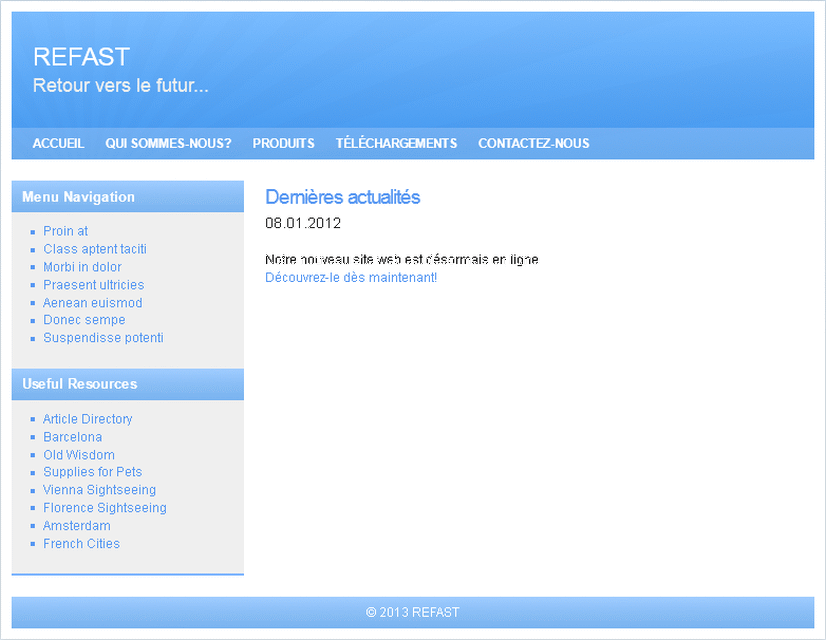 REFAST
Retour vers le futur...
ACCUEIL QUI SOMMES-NOUS? PRODUITS TÉLÉCHARGEMENTS CONTACTEZ-NOUS
Menu Navigation
Proin at
Class aptent taciti
Morbi in dolor
Praesent ultricies
Aenean euismod
Donec sempe
Suspendisse potenti
Useful Resources
Article Directory
Barcelona
Old Wisdom
Supplies for Pets
Vienna Sightseeing
Florence Sightseeing
Amsterdam
French Cities
Dernières actualités
08.01.2012
Notre nouveau site web est désormais en ligne
Découvrez-le dès maintenant!
© 2013 REFAST